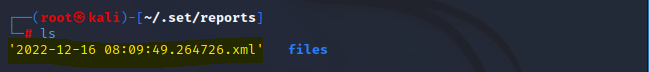 ┌──(root㉿kali)-[~/.set/reports]
└─# ls
'2022-12-16 08:09:49.264726.xml'   files